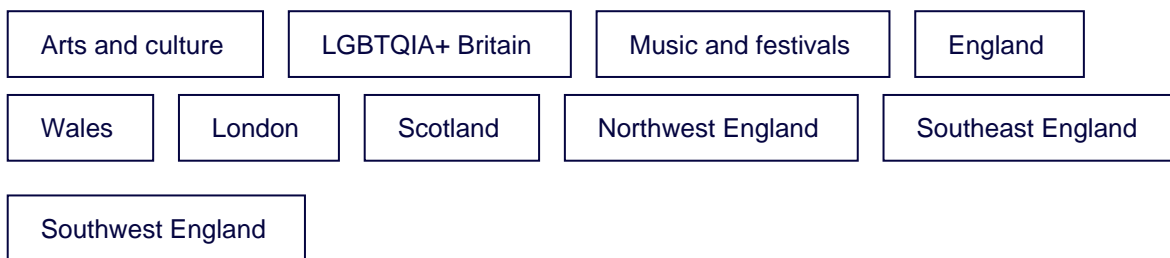 Arts and culture LGBTQIA+ Britain Music and festivals England
Wales London Scotland Northwest England Southeast England
Southwest England